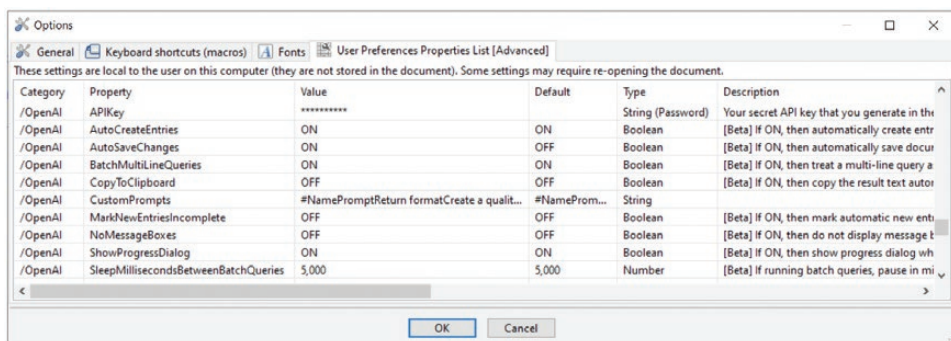 Options
General Keyboard shortcuts (macros) Fonts User Preferences Properties List [Advanced]
These settings are local to the user on this computer (they are not stored in the document). Some settings may require re-opening the document.
Category Property Value Default Type Description
/OpenAI APIKey ********** String (Password) Your secret API key that you generate in the
/OpenAI AutoCreateEntries ON ON Boolean [Beta] If ON, then automatically create entr
/OpenAI AutoSaveChanges ON OFF Boolean [Beta] If ON, then automatically save docur
/OpenAI BatchMultiLineQueries ON ON Boolean [Beta] If ON, then treat a multi-line query a
/OpenAI CopyToClipboard OFF OFF Boolean [Beta] If ON, then copy the result text autor
/OpenAI CustomPrompts #NamePromptReturn formatCreate a qualit... #NameProm... String
/OpenAI MarkNewEntriesIncomplete OFF OFF Boolean [Beta] If ON, then mark automatic new entr
/OpenAI NoMessageBoxes OFF OFF Boolean [Beta] If ON, then do not display message b
/OpenAI ShowProgressDialog ON ON Boolean [Beta] If ON, then show progress dialog wh
/OpenAI SleepMillisecondsBetweenBatchQueries 5,000 5,000 Number [Beta] If running batch queries, pause in mi
OK Cancel